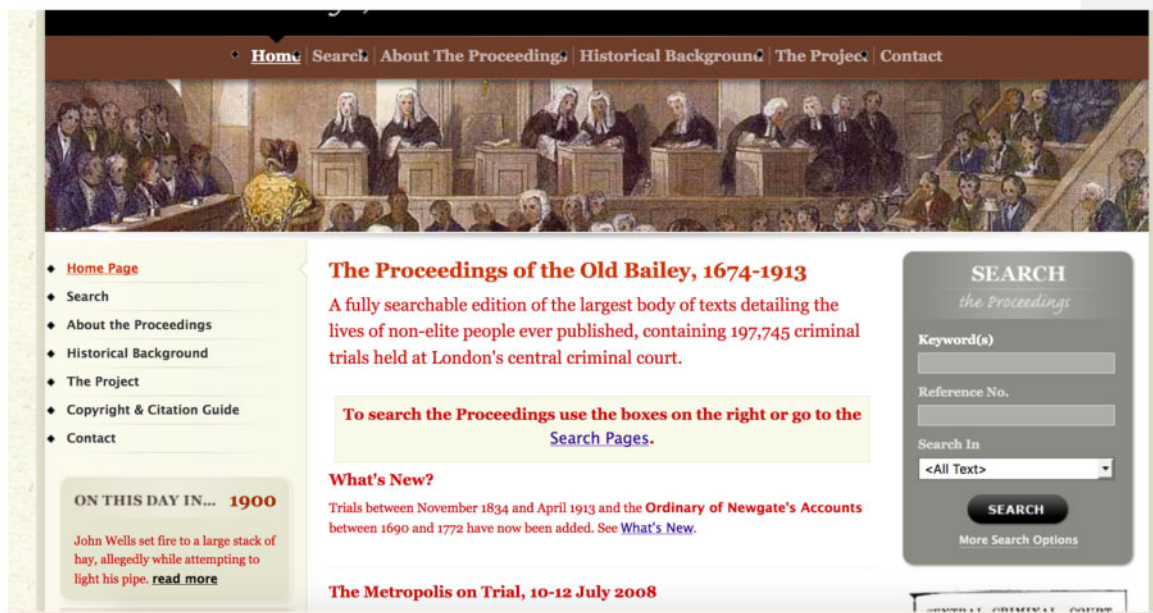 Home Search About The Proceedings Historical Background The Project Contact
Home Page
Search
About the Proceedings
Historical Background
The Project
Copyright & Citation Guide
Contact
ON THIS DAY IN... 1900
John Wells set fire to a large stack of
hay, allegedly while attempting to
light his pipe. read more
The Proceedings of the Old Bailey, 1674-1913
A fully searchable edition of the largest body of texts detailing the
lives of non-elite people ever published, containing 197,745 criminal
trials held at London's central criminal court.
To search the Proceedings use the boxes on the right or go to the
Search Pages.
What's New?
Trials between November 1834 and April 1913 and the Ordinary of Newgate's Accounts
between 1690 and 1772 have now been added. See What's New.
The Metropolis on Trial, 10-12 July 2008
SEARCH
the Proceedings
Keyword(s)
Reference No.
Search In
<All Text>
SEARCH
More Search Options
CENTRAL CRIMINAL COURT